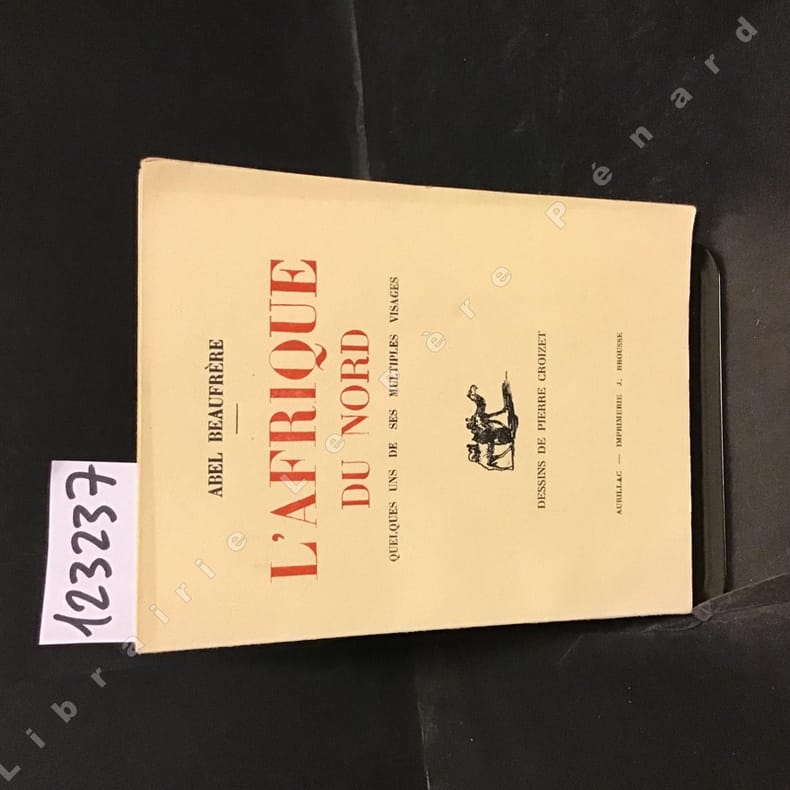 ABEL BEAUFRÈRE
L'AFRIQUE
DU NORD
QUELQUES UNS DE SES MULTIPLES VISAGES
DESSINS DE PIERRE CROIZET
AURILLAC — IMPRIMERIE J. BROUSSE
123237
Librairie Le Père Pénard